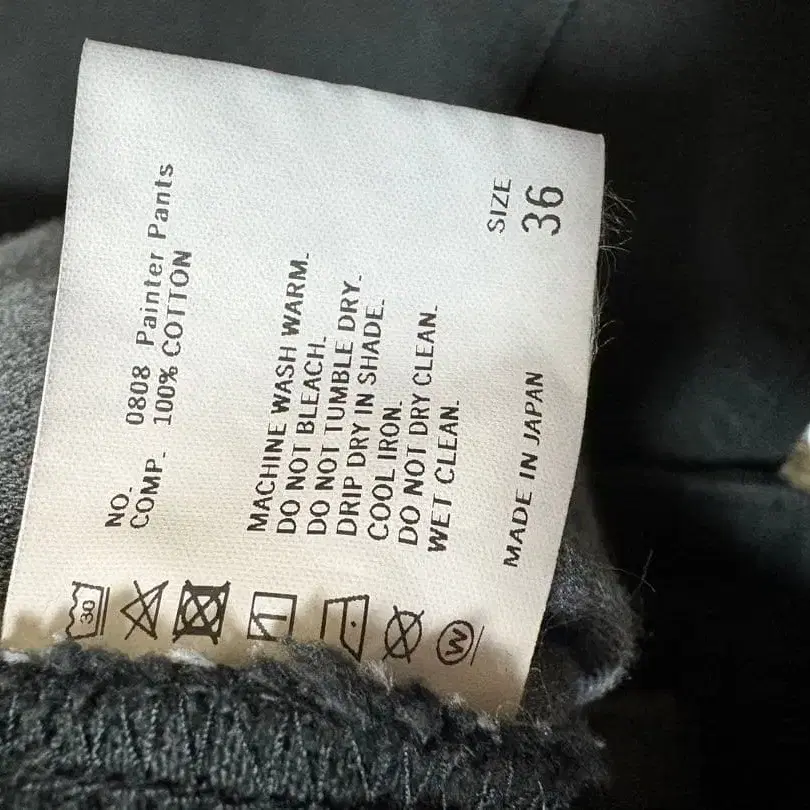 NO. 0808 Painter Pants
COMP. 100% COTTON
MACHINE WASH WARM.
DO NOT BLEACH.
DO NOT TUMBLE DRY.
DRIP DRY IN SHADE.
COOL IRON.
DO NOT DRY CLEAN.
WET CLEAN.
SIZE
36
MADE IN JAPAN
30
W